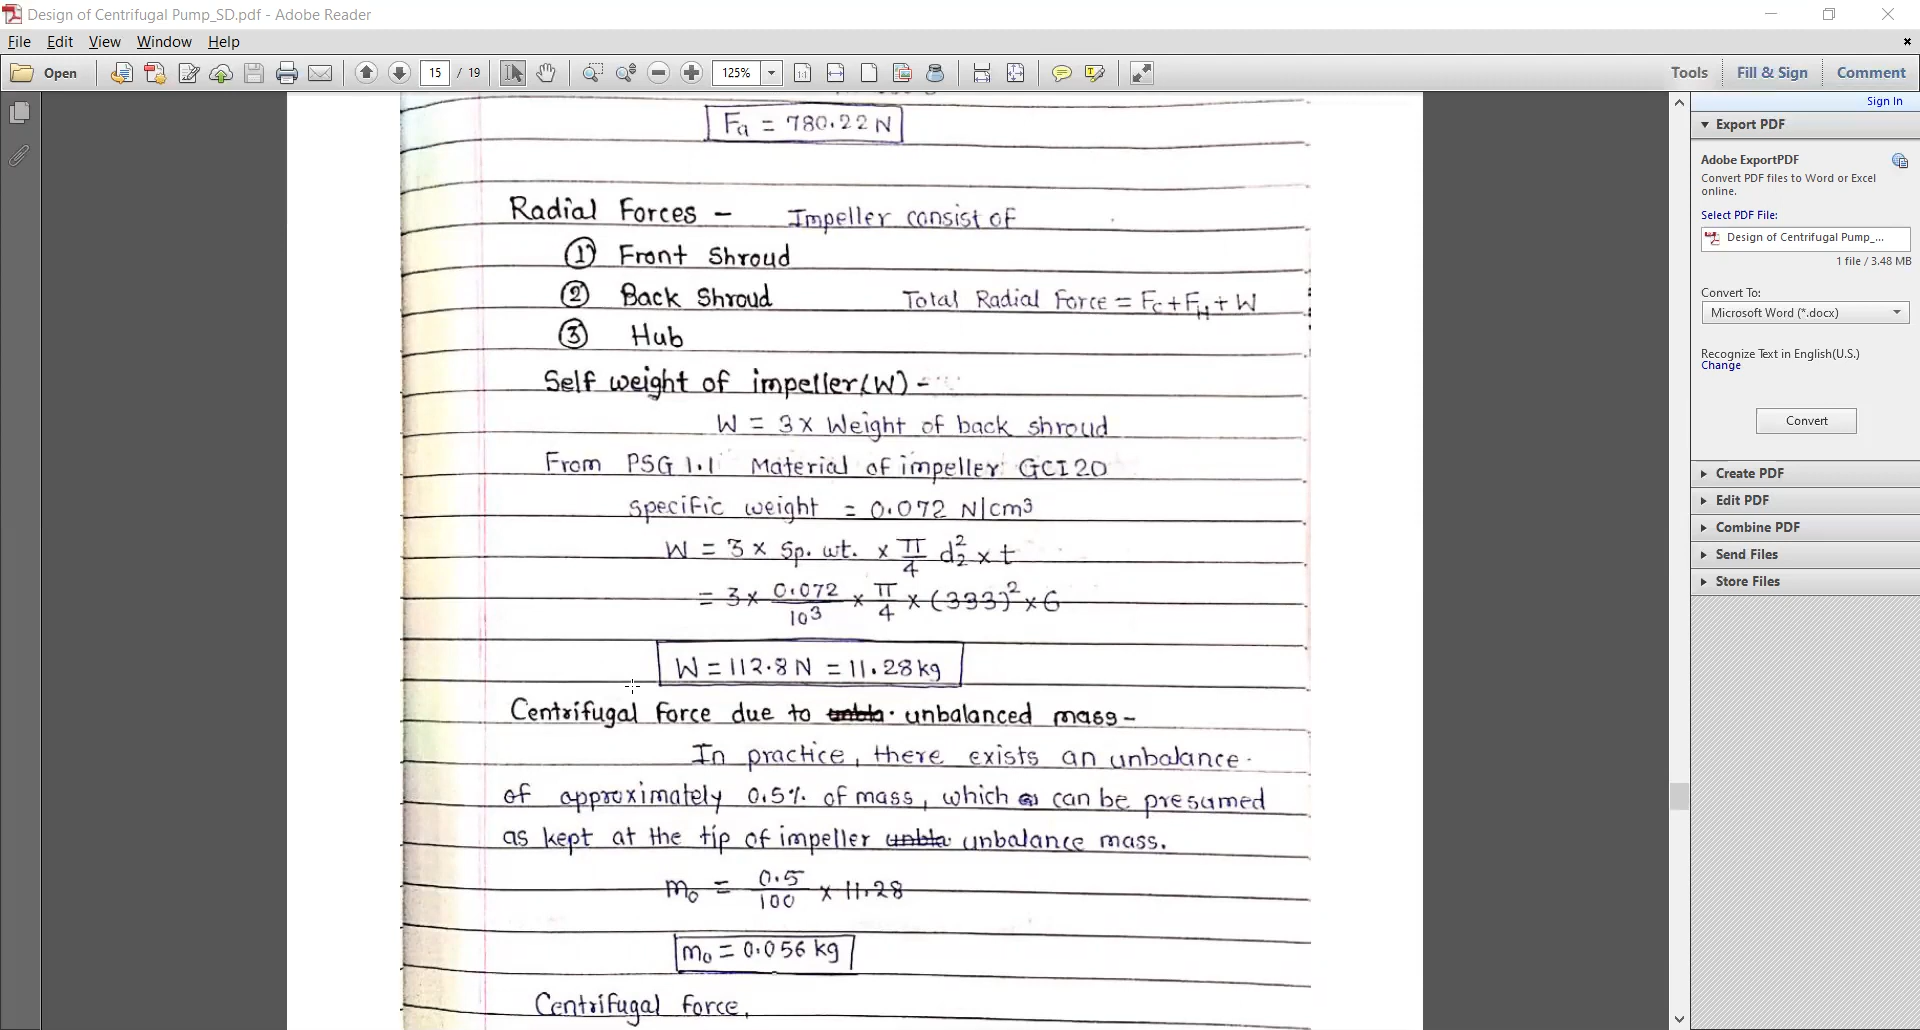 Design of Centrifugal Pump_SD.pdf - Adobe Reader
File Edit View Window Help
Open 15 / 19 125% Tools Fill & Sign Comment
Sign In
Fa = 780.22 N
Radial Forces - Impeller consist of
① Front Shroud
② Back Shroud Total Radial Force = Fc + FH + W
③ Hub
Self weight of impeller(W) -
W = 3 x Weight of back shroud
From PSG 1.1 Material of impeller GCI 20
specific weight = 0.072 N/cm³
W = 3 x Sp. wt. x π/4 d₂² x t
= 3 x 0.072/10³ x π/4 x (333)² x 6
W = 112.8 N = 11.28 kg
Centrifugal Force due to unbalanced mass -
In practice, there exists an unbalance
of approximately 0.5% of mass, which can be presumed
as kept at the tip of impeller unbalance mass.
m₀ = 0.5/100 x 11.28
m₀ = 0.056 kg
Centrifugal Force,
Export PDF
Adobe ExportPDF
Convert PDF files to Word or Excel
online.
Select PDF File:
Design of Centrifugal Pump_...
1 file / 3.48 MB
Convert To:
Microsoft Word (*.docx)
Recognize Text in English(U.S.)
Change
Convert
Create PDF
Edit PDF
Combine PDF
Send Files
Store Files